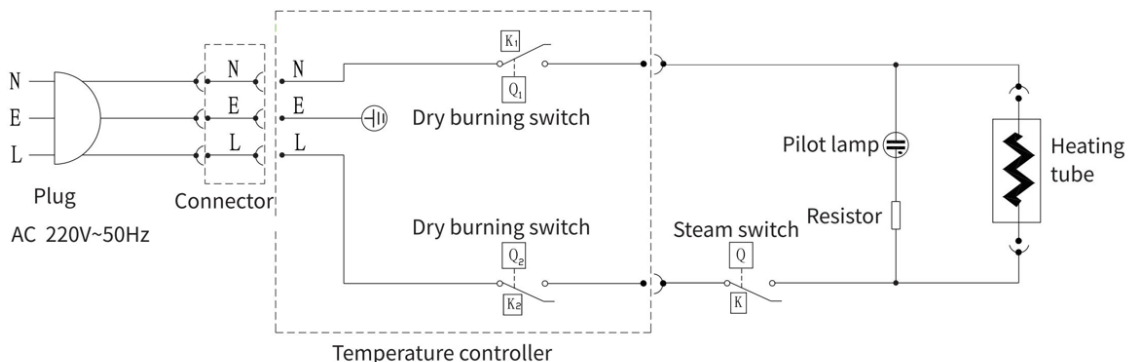 K₁
N
N
N
Q₁
E
E
E
Dry burning switch
Pilot lamp
Heating
tube
L
L
L
Plug
Connector
AC 220V~50Hz
Resistor
Dry burning switch
Steam switch
Q₂
Q
K₂
K
Temperature controller